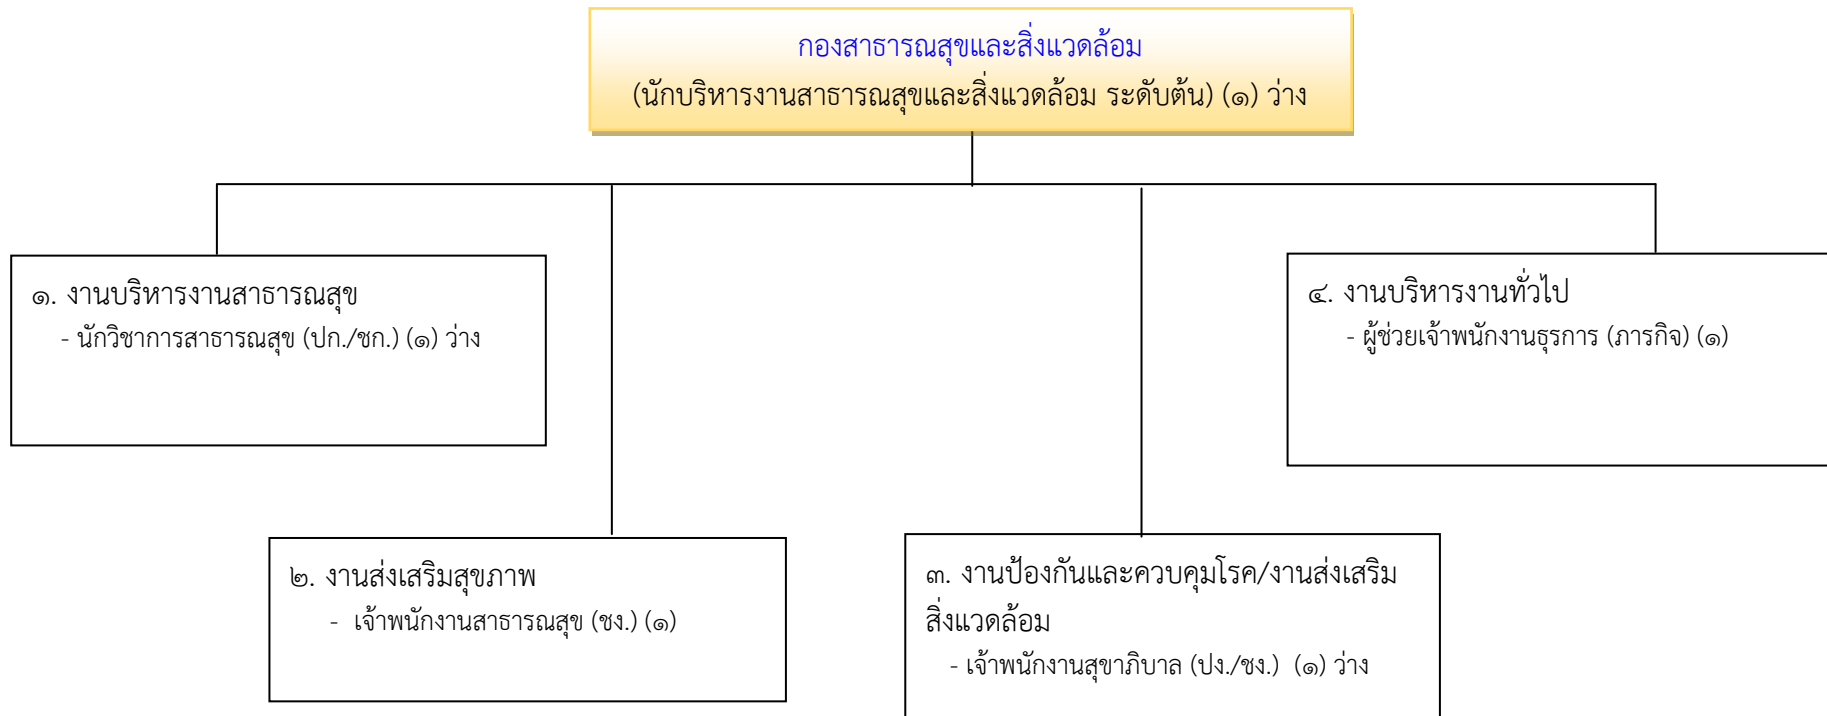 กองสาธารณสุขและสิ่งแวดล้อม
(นักบริหารงานสาธารณสุขและสิ่งแวดล้อม ระดับต้น) (๑) ว่าง
๑. งานบริหารงานสาธารณสุข
- นักวิชาการสาธารณสุข (ปก./ชก.) (๑) ว่าง
๒. งานส่งเสริมสุขภาพ
- เจ้าพนักงานสาธารณสุข (ชง.) (๑)
๓. งานป้องกันและควบคุมโรค/งานส่งเสริม
สิ่งแวดล้อม
- เจ้าพนักงานสุขาภิบาล (ปง./ชง.) (๑) ว่าง
๔. งานบริหารงานทั่วไป
- ผู้ช่วยเจ้าพนักงานธุรการ (ภารกิจ) (๑)